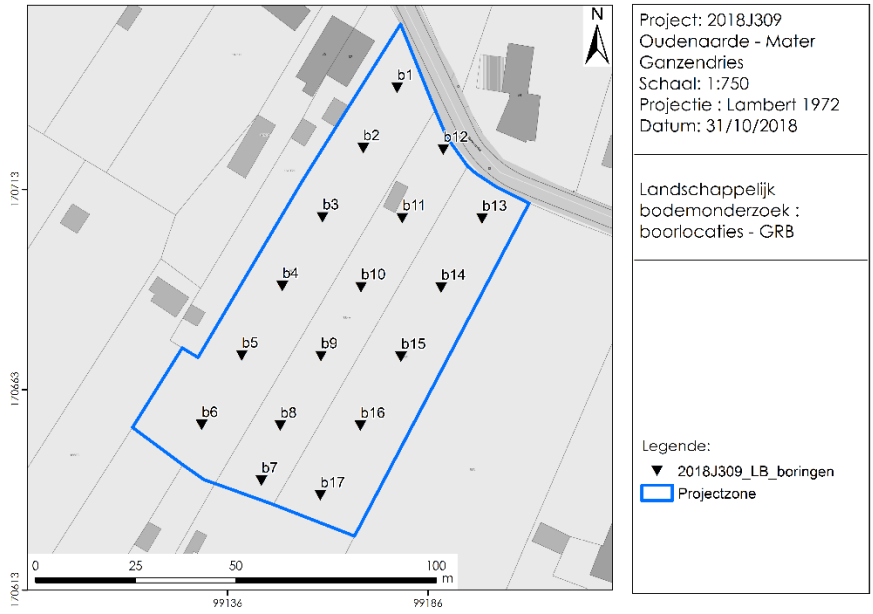 N
b1
b2
b12
b3
b11
b13
b4
b10
b14
b5
b9
b15
b6
b8
b16
b7
b17
170713
170663
170613
0 25 50 100
m
99136 99186
Project: 2018J309
Oudenaarde - Mater
Ganzendries
Schaal: 1:750
Projectie : Lambert 1972
Datum: 31/10/2018
Landschappelijk
bodemonderzoek :
boorlocaties - GRB
Legende:
2018J309_LB_boringen
Projectzone